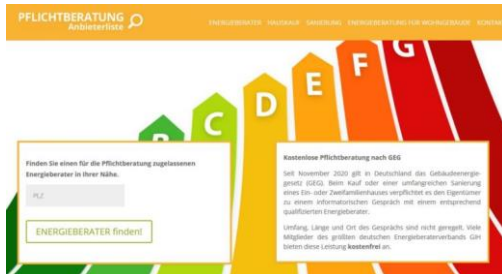 PFLICHTBERATUNG
Anbieterliste
ENERGIEBERATER HAUSKAUF SANIERUNG ENERGIEBERATUNG FÜR WOHNGEBÄUDE KONTAK
B C D E F G
Finden Sie einen für die Pflichtberatung zugelassenen
Energieberater in Ihrer Nähe.
PLZ
ENERGIEBERATER finden!
Kostenlose Pflichtberatung nach GEG
Seit November 2020 gilt in Deutschland das Gebäudeenergie-
gesetz (GEG). Beim Kauf oder einer umfangreichen Sanierung
eines Ein- oder Zweifamilienhauses verpflichtet es den Eigentümer
zu einem informatorischen Gespräch mit einem entsprechend
qualifizierten Energieberater.
Umfang, Länge und Ort des Gesprächs sind nicht geregelt. Viele
Mitglieder des größten deutschen Energieberaterverbands GIH
bieten diese Leistung kostenfrei an.